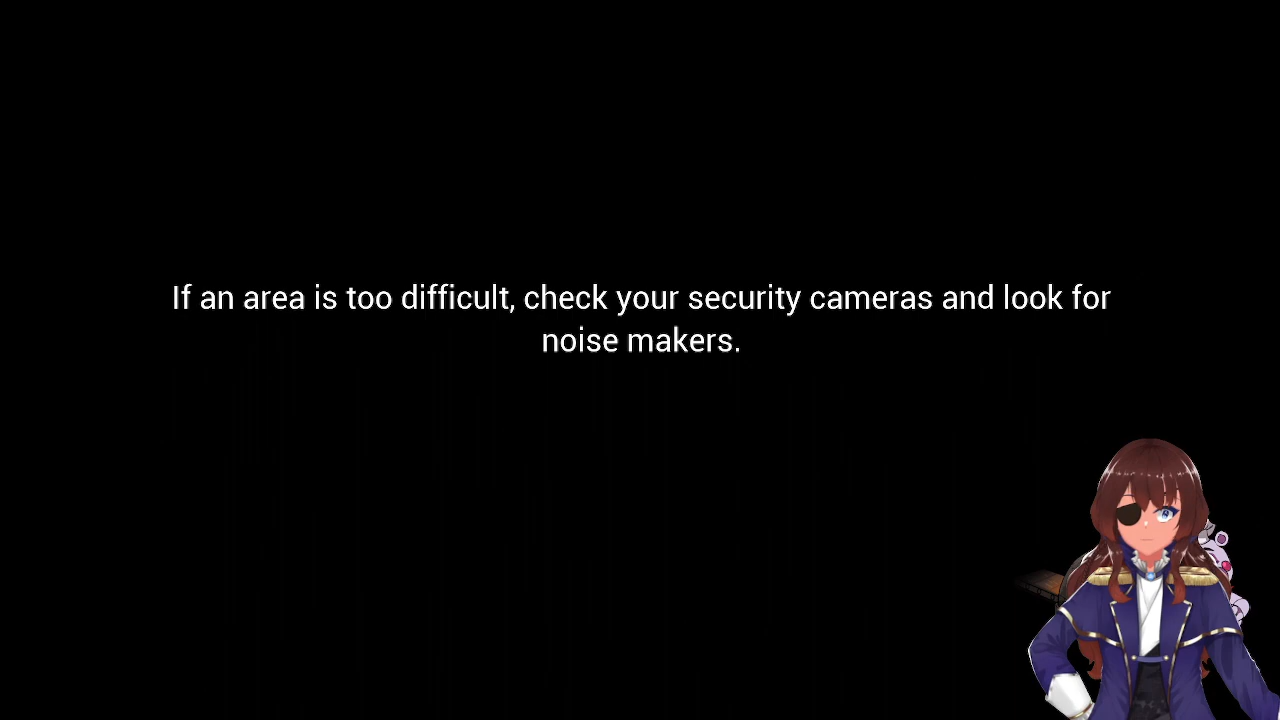 If an area is too difficult, check your security cameras and look for
noise makers.